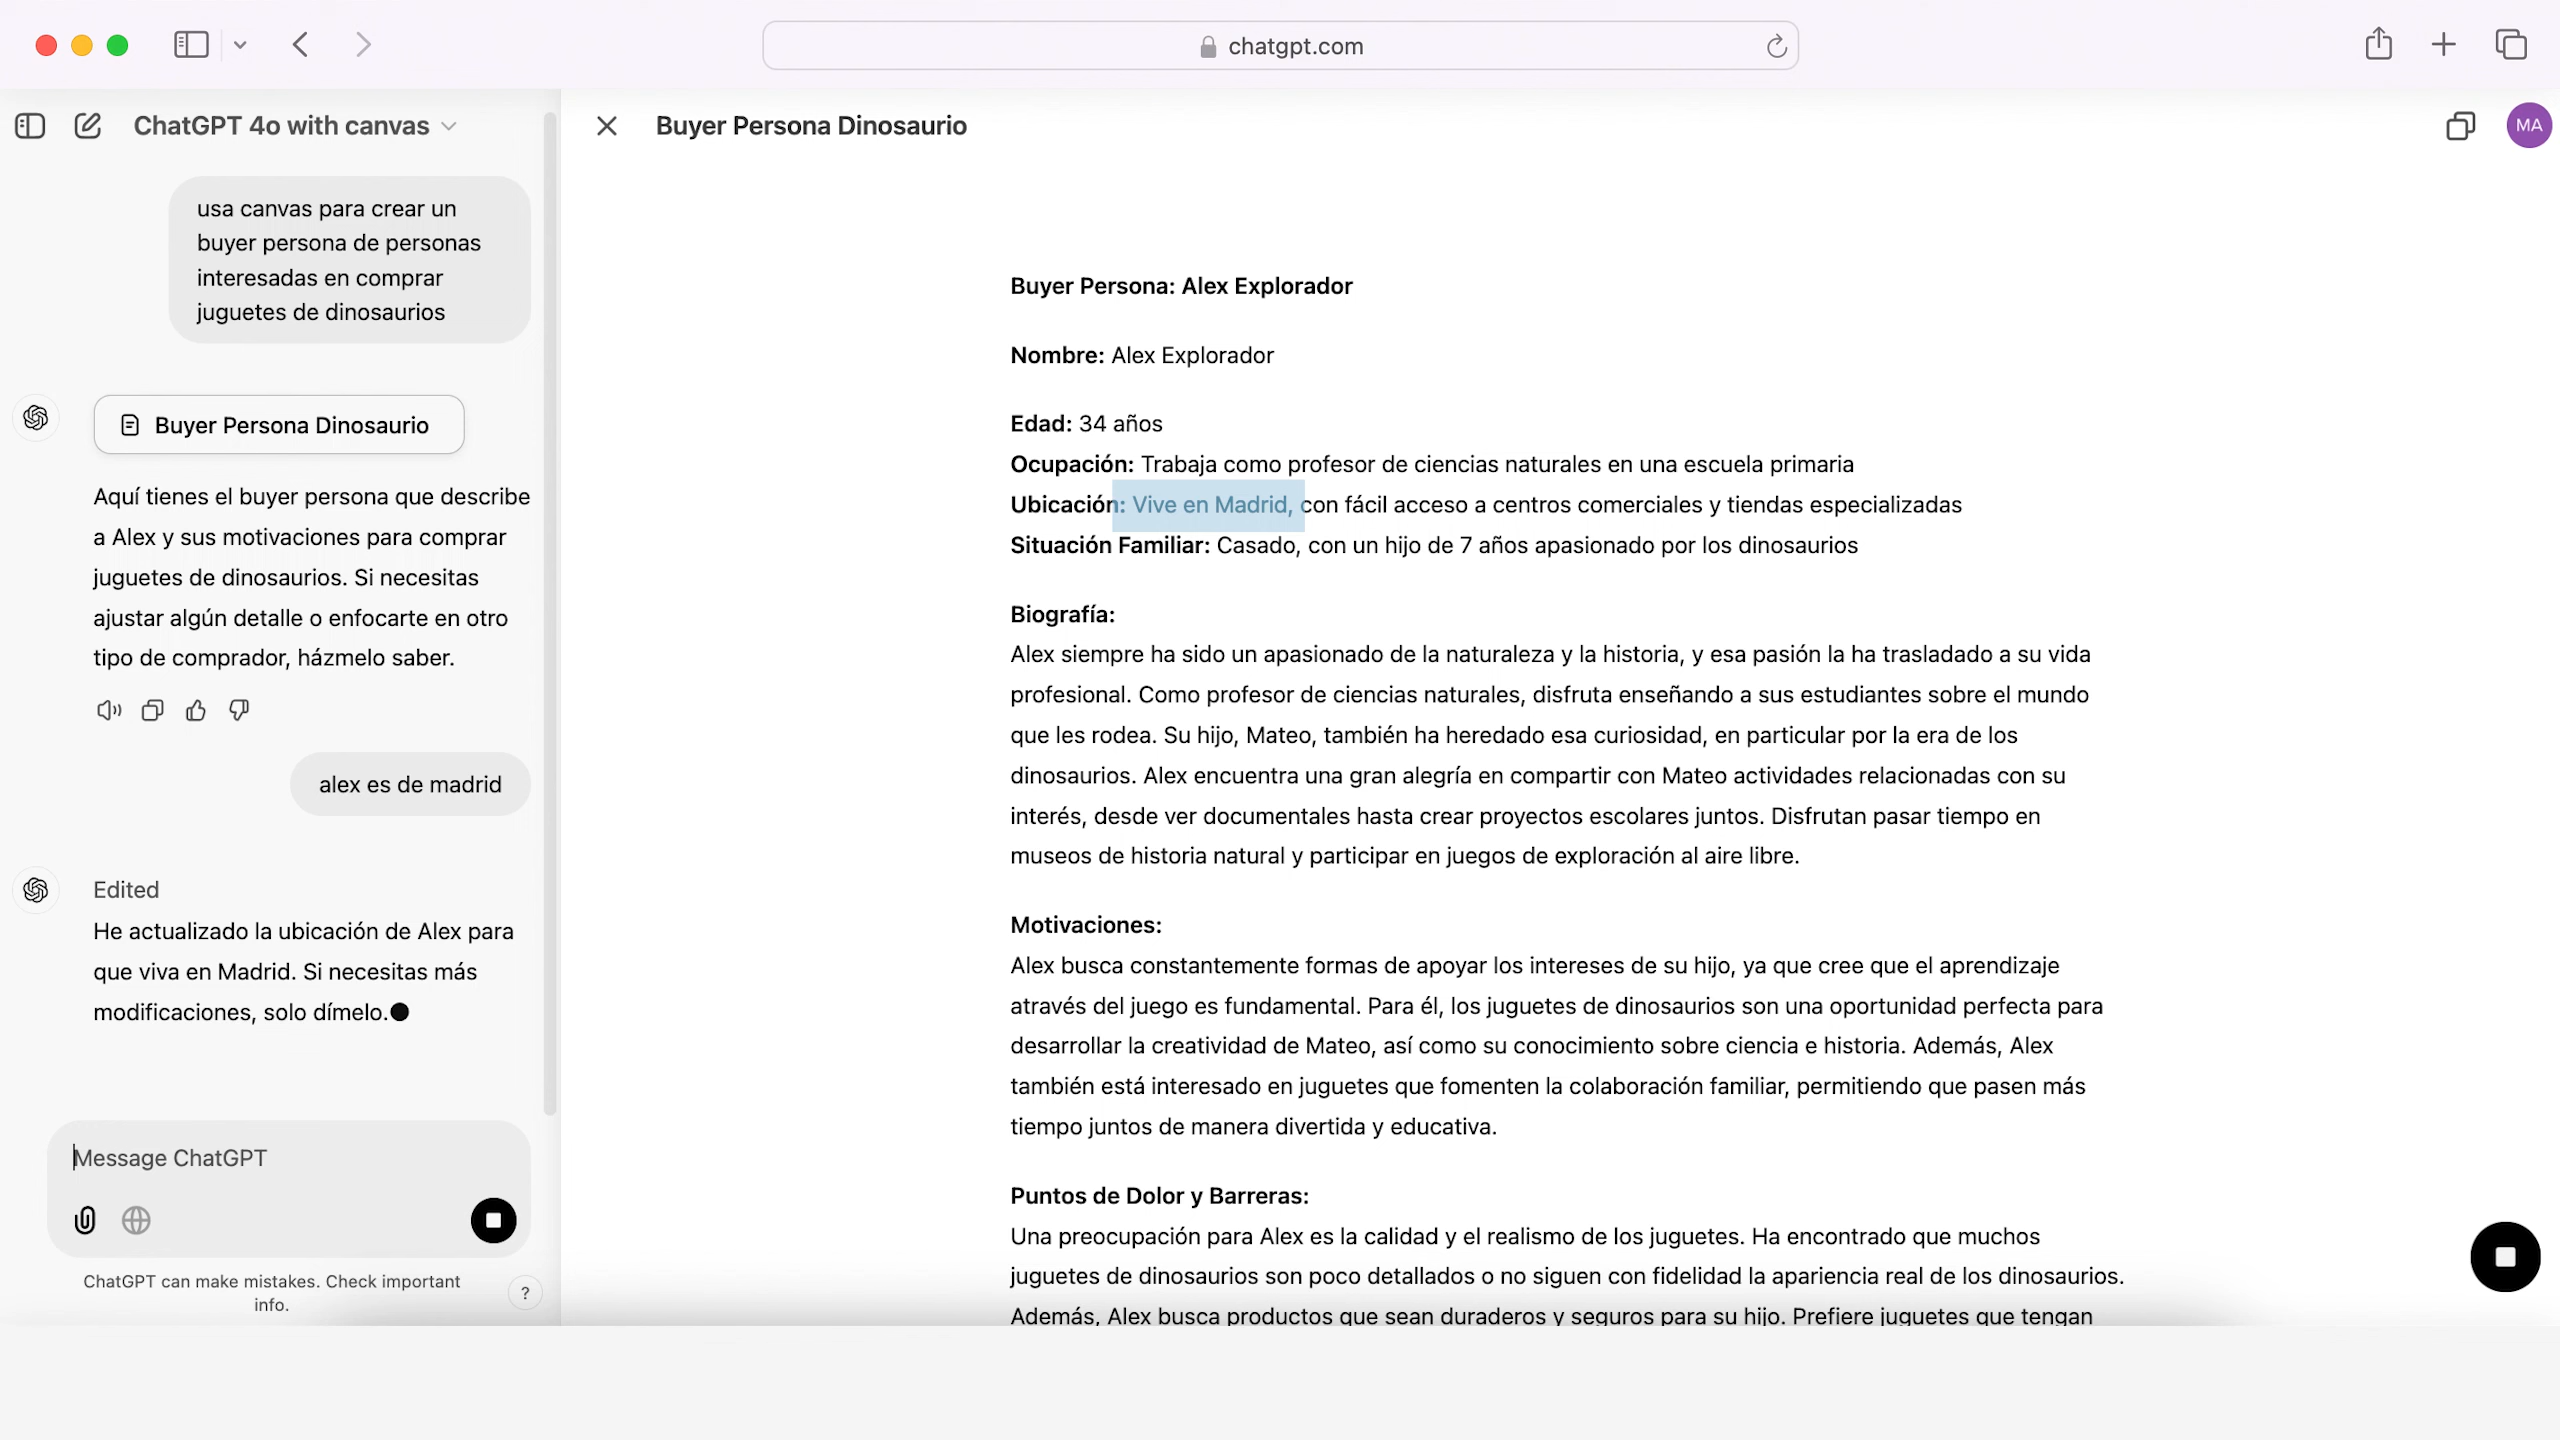 chatgpt.com
ChatGPT 4o with canvas
usa canvas para crear un
buyer persona de personas
interesadas en comprar
juguetes de dinosaurios
Buyer Persona Dinosaurio
Aquí tienes el buyer persona que describe
a Alex y sus motivaciones para comprar
juguetes de dinosaurios. Si necesitas
ajustar algún detalle o enfocarte en otro
tipo de comprador, házmelo saber.
alex es de madrid
Edited
He actualizado la ubicación de Alex para
que viva en Madrid. Si necesitas más
modificaciones, solo dímelo.
Message ChatGPT
ChatGPT can make mistakes. Check important
info.
?
Buyer Persona Dinosaurio
MA
Buyer Persona: Alex Explorador
Nombre: Alex Explorador
Edad: 34 años
Ocupación: Trabaja como profesor de ciencias naturales en una escuela primaria
Ubicación: Vive en Madrid, con fácil acceso a centros comerciales y tiendas especializadas
Situación Familiar: Casado, con un hijo de 7 años apasionado por los dinosaurios
Biografía:
Alex siempre ha sido un apasionado de la naturaleza y la historia, y esa pasión la ha trasladado a su vida
profesional. Como profesor de ciencias naturales, disfruta enseñando a sus estudiantes sobre el mundo
que les rodea. Su hijo, Mateo, también ha heredado esa curiosidad, en particular por la era de los
dinosaurios. Alex encuentra una gran alegría en compartir con Mateo actividades relacionadas con su
interés, desde ver documentales hasta crear proyectos escolares juntos. Disfrutan pasar tiempo en
museos de historia natural y participar en juegos de exploración al aire libre.
Motivaciones:
Alex busca constantemente formas de apoyar los intereses de su hijo, ya que cree que el aprendizaje
através del juego es fundamental. Para él, los juguetes de dinosaurios son una oportunidad perfecta para
desarrollar la creatividad de Mateo, así como su conocimiento sobre ciencia e historia. Además, Alex
también está interesado en juguetes que fomenten la colaboración familiar, permitiendo que pasen más
tiempo juntos de manera divertida y educativa.
Puntos de Dolor y Barreras:
Una preocupación para Alex es la calidad y el realismo de los juguetes. Ha encontrado que muchos
juguetes de dinosaurios son poco detallados o no siguen con fidelidad la apariencia real de los dinosaurios.
Además, Alex busca productos que sean duraderos y seguros para su hijo. Prefiere juguetes que tengan